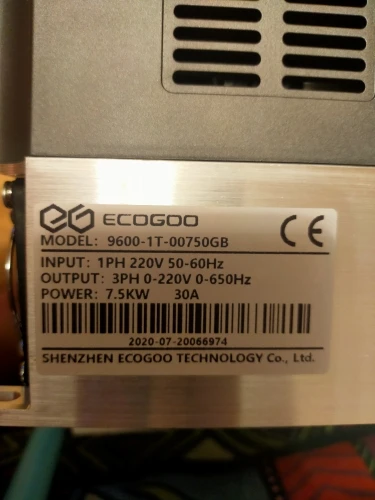 ECOGOO
CE
MODEL: 9600-1T-00750GB
INPUT: 1PH 220V 50-60Hz
OUTPUT: 3PH 0-220V 0-650Hz
POWER: 7.5KW 30A
2020-07-20066974
SHENZHEN ECOGOO TECHNOLOGY Co., Ltd.